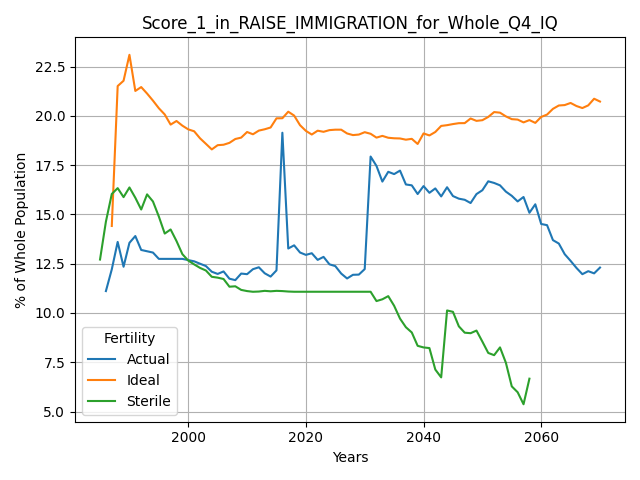 Score_1_in_RAISE_IMMIGRATION_for_Whole_Q4_IQ
% of Whole Population
22.5
20.0
17.5
15.0
12.5
10.0
7.5
5.0
Fertility
Actual
Ideal
Sterile
2000
2020
2040
2060
Years